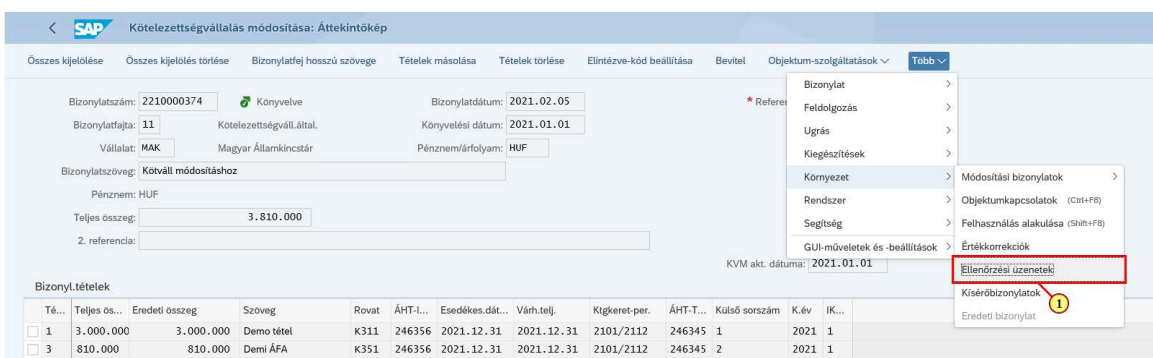 SAP Kötelezettségvállalás módosítása: Áttekintőkép
Összes kijelölése Összes kijelölés törlése Bizonylatfej hosszú szövege Tételek másolása Tételek törlése Elintézve-kód beállítása Bevitel Objektum-szolgáltatások Több
Bizonylatszám: 2210000374 Könyvelve Bizonylatdátum: 2021.02.05 * Referen
Bizonylatfajta: 11 Kötelezettségváll.által. Könyvelési dátum: 2021.01.01
Vállalat: MAK Magyar Államkincstár Pénznem/árfolyam: HUF
Bizonylatszöveg: Kötváll módosításhoz
Pénznem: HUF
Teljes összeg: 3.810.000
2. referencia:
KVM akt. dátuma: 2021.01.01
Bizonylat
Feldolgozás
Ugrás
Kiegészítések
Környezet
Rendszer
Segítség
GUI-műveletek és -beállítások
Módosítási bizonylatok
Objektumkapcsolatok (Ctrl+F8)
Felhasználás alakulása (Shift+F8)
Értékkorrekciók
Ellenőrzési üzenetek
Kísérőbizonylatok
1
Eredeti bizonylat
Bizonyl.tételek
Té... Teljes ös... Eredeti összeg Szöveg Rovat ÁHT-I... Esedékes.dát... Várh.telj. Ktgkeret-per. ÁHT-T... Külső sorszám K.év IK...
1 3.000.000 3.000.000 Demo tétel K311 246356 2021.12.31 2021.12.31 2101/2112 246345 1 2021 1
3 810.000 810.000 Demi ÁFA K351 246356 2021.12.31 2021.12.31 2101/2112 246345 2 2021 1